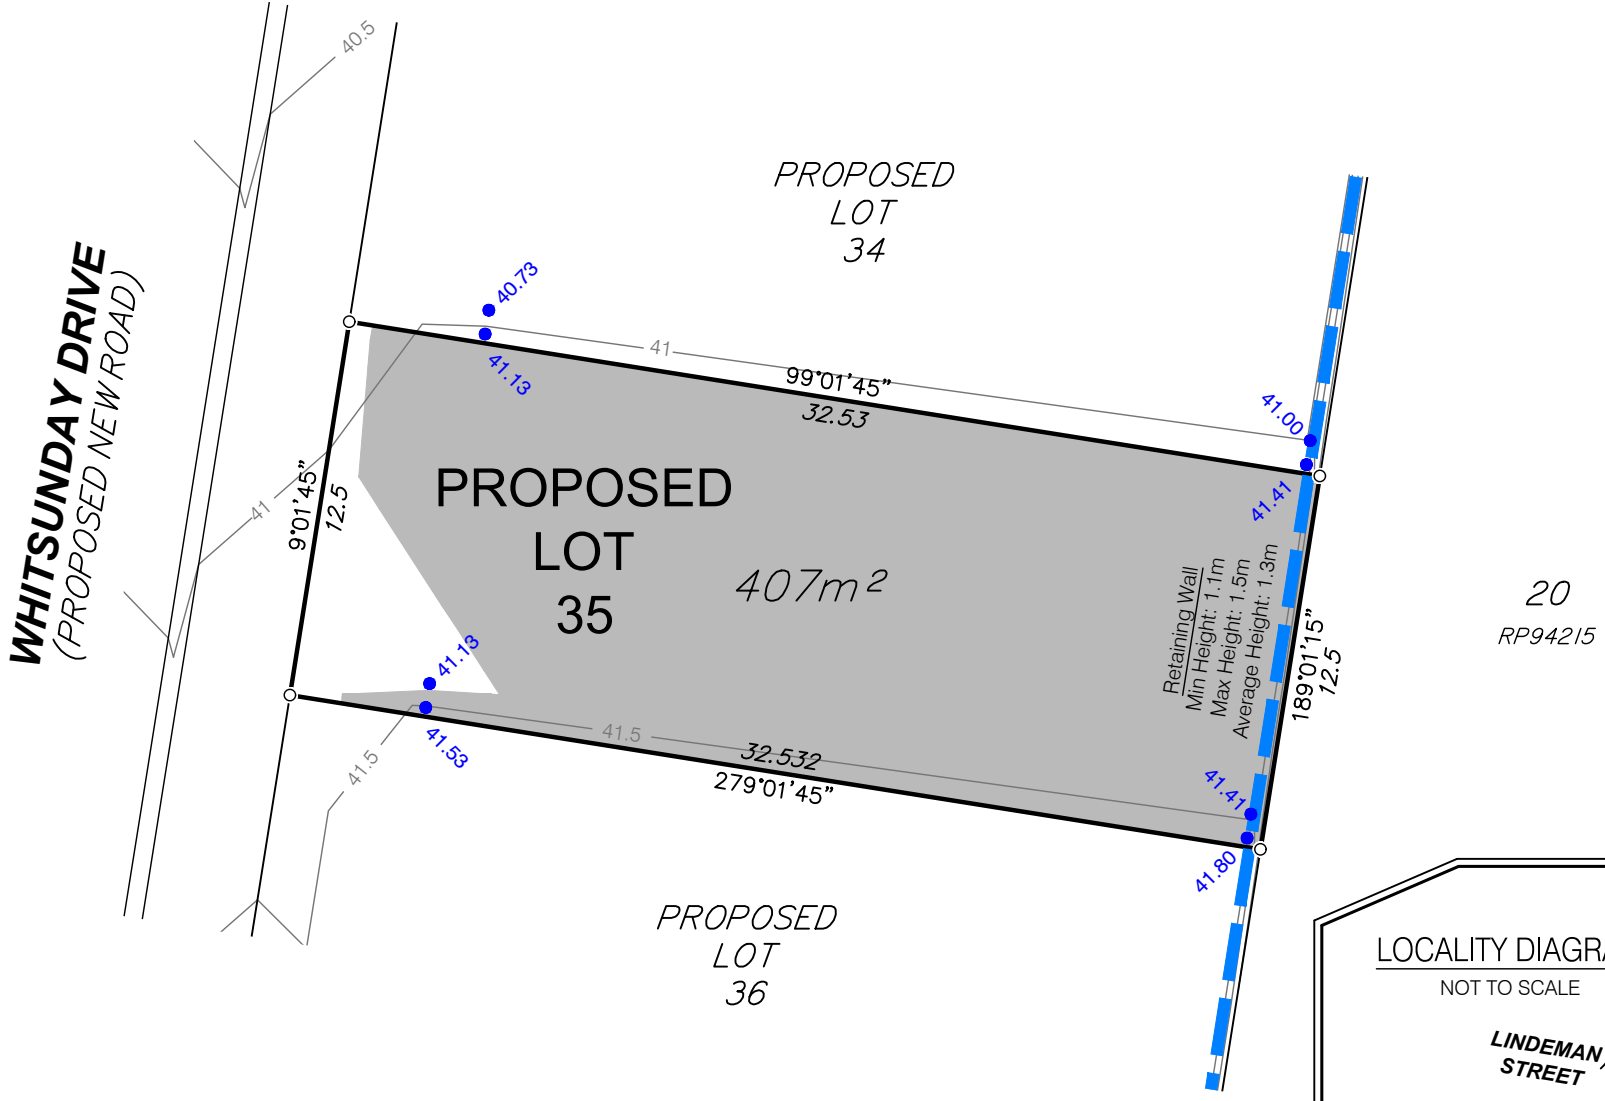 40.5
PROPOSED
LOT
34
WHITSUNDAY DRIVE
(PROPOSED NEW ROAD)
40.73
41.13
41
99°01'45"
32.53
41.00
41.41
PROPOSED
LOT
35
407m²
41
9°01'45"
12.5
Retaining Wall
Min Height: 1.1m
Max Height: 1.5m
Average Height: 1.3m
189°01'15"
12.5
20
RP94215
41.13
41.53
41.5
41.5
32.532
279°01'45"
41.41
41.80
PROPOSED
LOT
36
LOCALITY DIAGRA
NOT TO SCALE
LINDEMAN
STREET